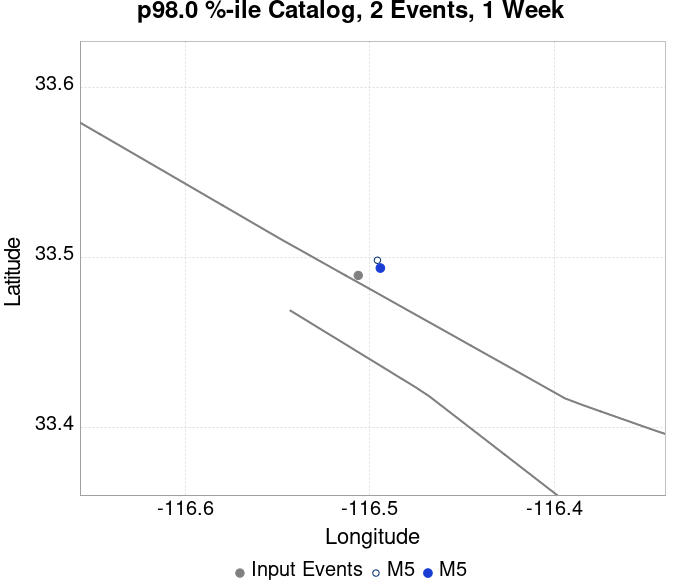 p98.0 %-ile Catalog, 2 Events, 1 Week
33.6
33.5
33.4
Latitude
-116.6
-116.5
-116.4
Longitude
Input Events M5 M5